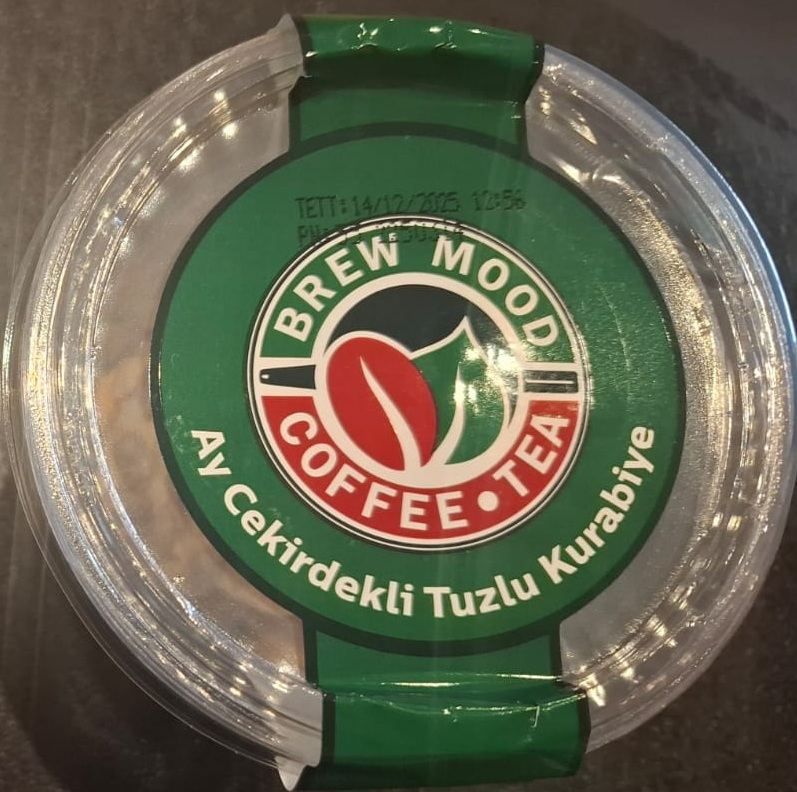 TETT:14/12/2025 12:56
BREW MOOD
COFFEE • TEA
Ay Cekirdekli Tuzlu Kurabiye